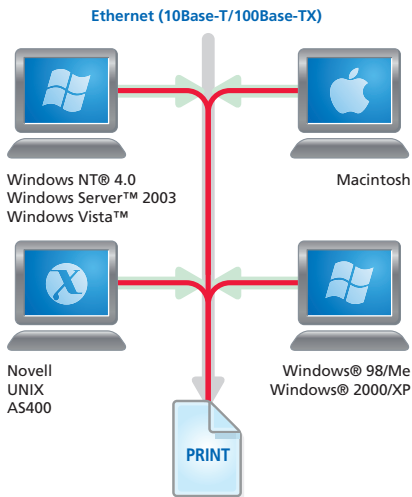 Ethernet (10Base-T/100Base-TX)
Windows NT® 4.0
Windows Server™ 2003
Windows Vista™
Macintosh
Novell
UNIX
AS400
Windows® 98/Me
Windows® 2000/XP
PRINT